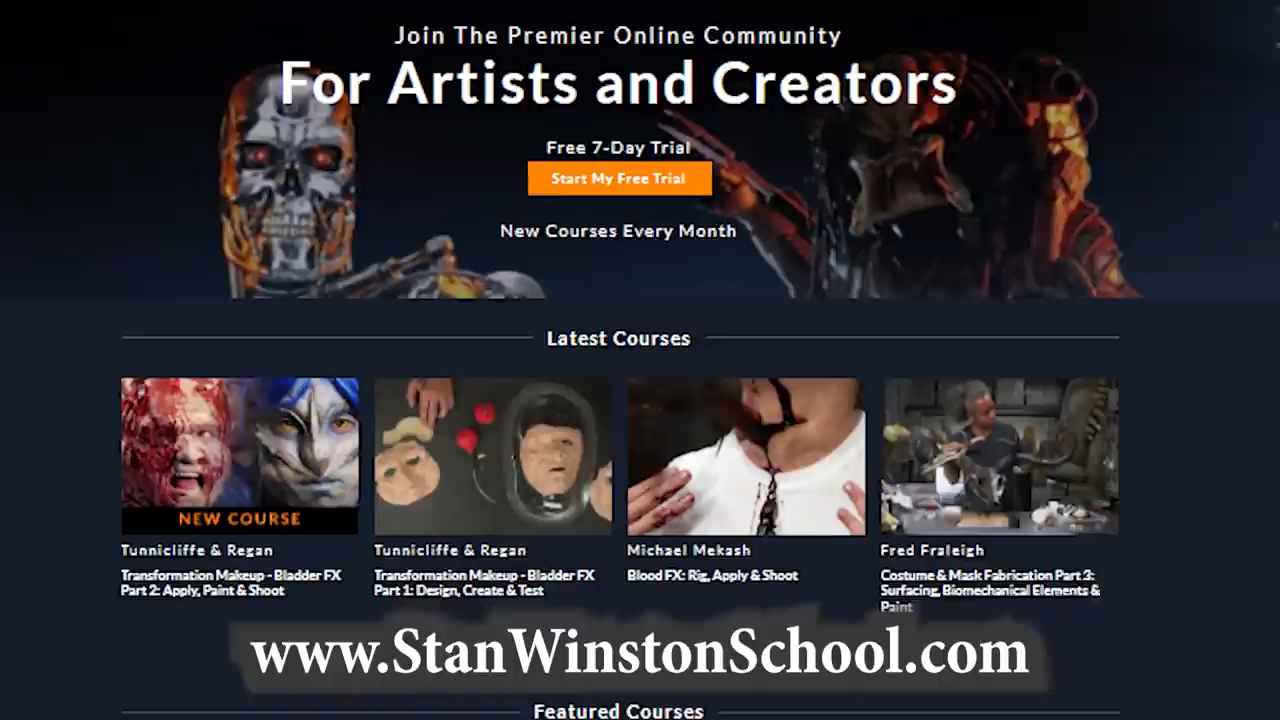 Join The Premier Online Community
For Artists and Creators
Free 7-Day Trial
Start My Free Trial
New Courses Every Month
Latest Courses
NEW COURSE
Tunnicliffe & Regan
Transformation Makeup - Bladder FX
Part 2: Apply, Paint & Shoot
Tunnicliffe & Regan
Transformation Makeup - Bladder FX
Part 1: Design, Create & Test
Michael Mekash
Blood FX: Rig, Apply & Shoot
Fred Fraleigh
Costume & Mask Fabrication Part 3:
Surfacing, Biomechanical Elements &
Paint
www.StanWinstonSchool.com
Featured Courses